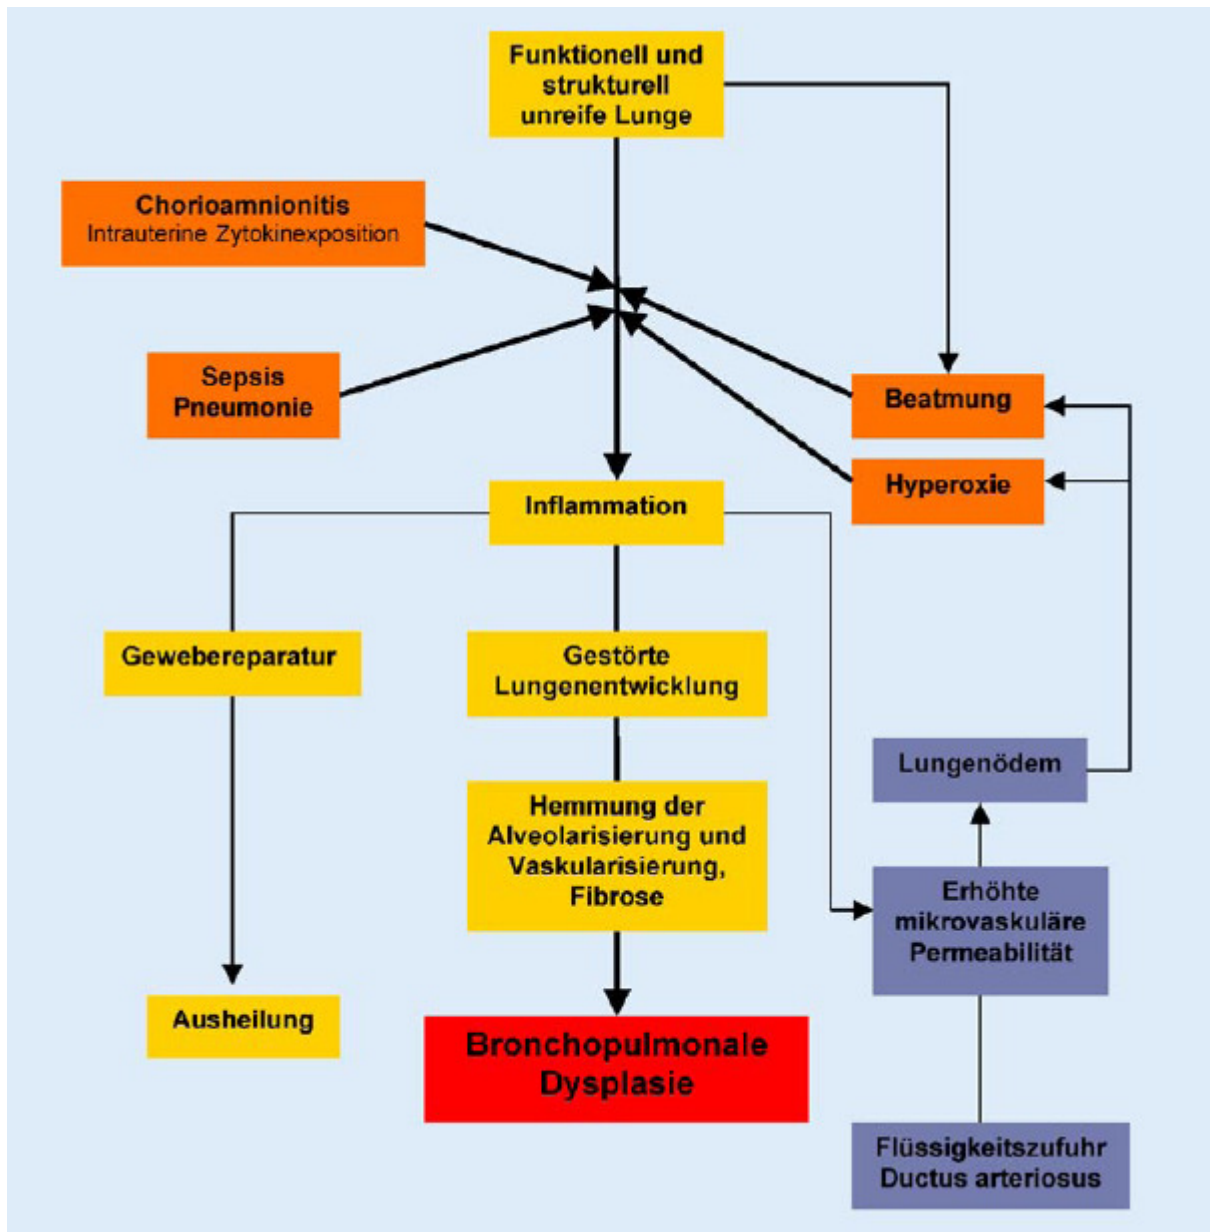 Funktionell und
strukturell
unreife Lunge
Chorioamnionitis
Intrauterine Zytokinexposition
Sepsis
Pneumonie
Beatmung
Hyperoxie
Inflammation
Gewebereparatur
Gestörte
Lungenentwicklung
Lungenödem
Hemmung der
Alveolarisierung und
Vaskularisierung,
Fibrose
Erhöhte
mikrovaskuläre
Permeabilität
Ausheilung
Bronchopulmonale
Dysplasie
Flüssigkeitszufuhr
Ductus arteriosus